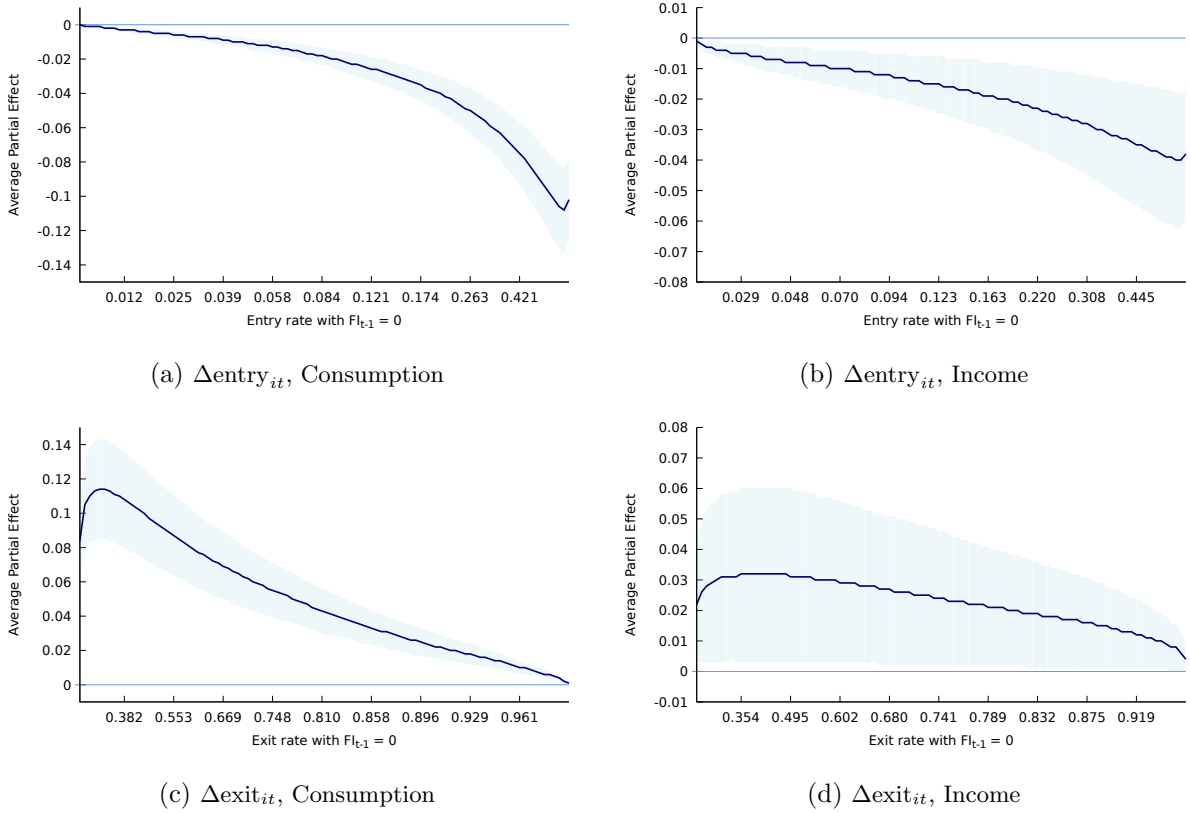 0
-0.02
-0.04
-0.06
-0.08
-0.1
-0.12
-0.14
Average Partial Effect
0.012 0.025 0.039 0.058 0.084 0.121 0.174 0.263 0.421
Entry rate with FI_{t-1} = 0
(a) Δentry_{it}, Consumption
0.01
0
-0.01
-0.02
-0.03
-0.04
-0.05
-0.06
-0.07
-0.08
Average Partial Effect
0.029 0.048 0.070 0.094 0.123 0.163 0.220 0.308 0.445
Entry rate with FI_{t-1} = 0
(b) Δentry_{it}, Income
0.14
0.12
0.1
0.08
0.06
0.04
0.02
0
Average Partial Effect
0.382 0.553 0.669 0.748 0.810 0.858 0.896 0.929 0.961
Exit rate with FI_{t-1} = 0
(c) Δexit_{it}, Consumption
0.08
0.07
0.06
0.05
0.04
0.03
0.02
0.01
0
-0.01
Average Partial Effect
0.354 0.495 0.602 0.680 0.741 0.789 0.832 0.875 0.919
Exit rate with FI_{t-1} = 0
(d) Δexit_{it}, Income